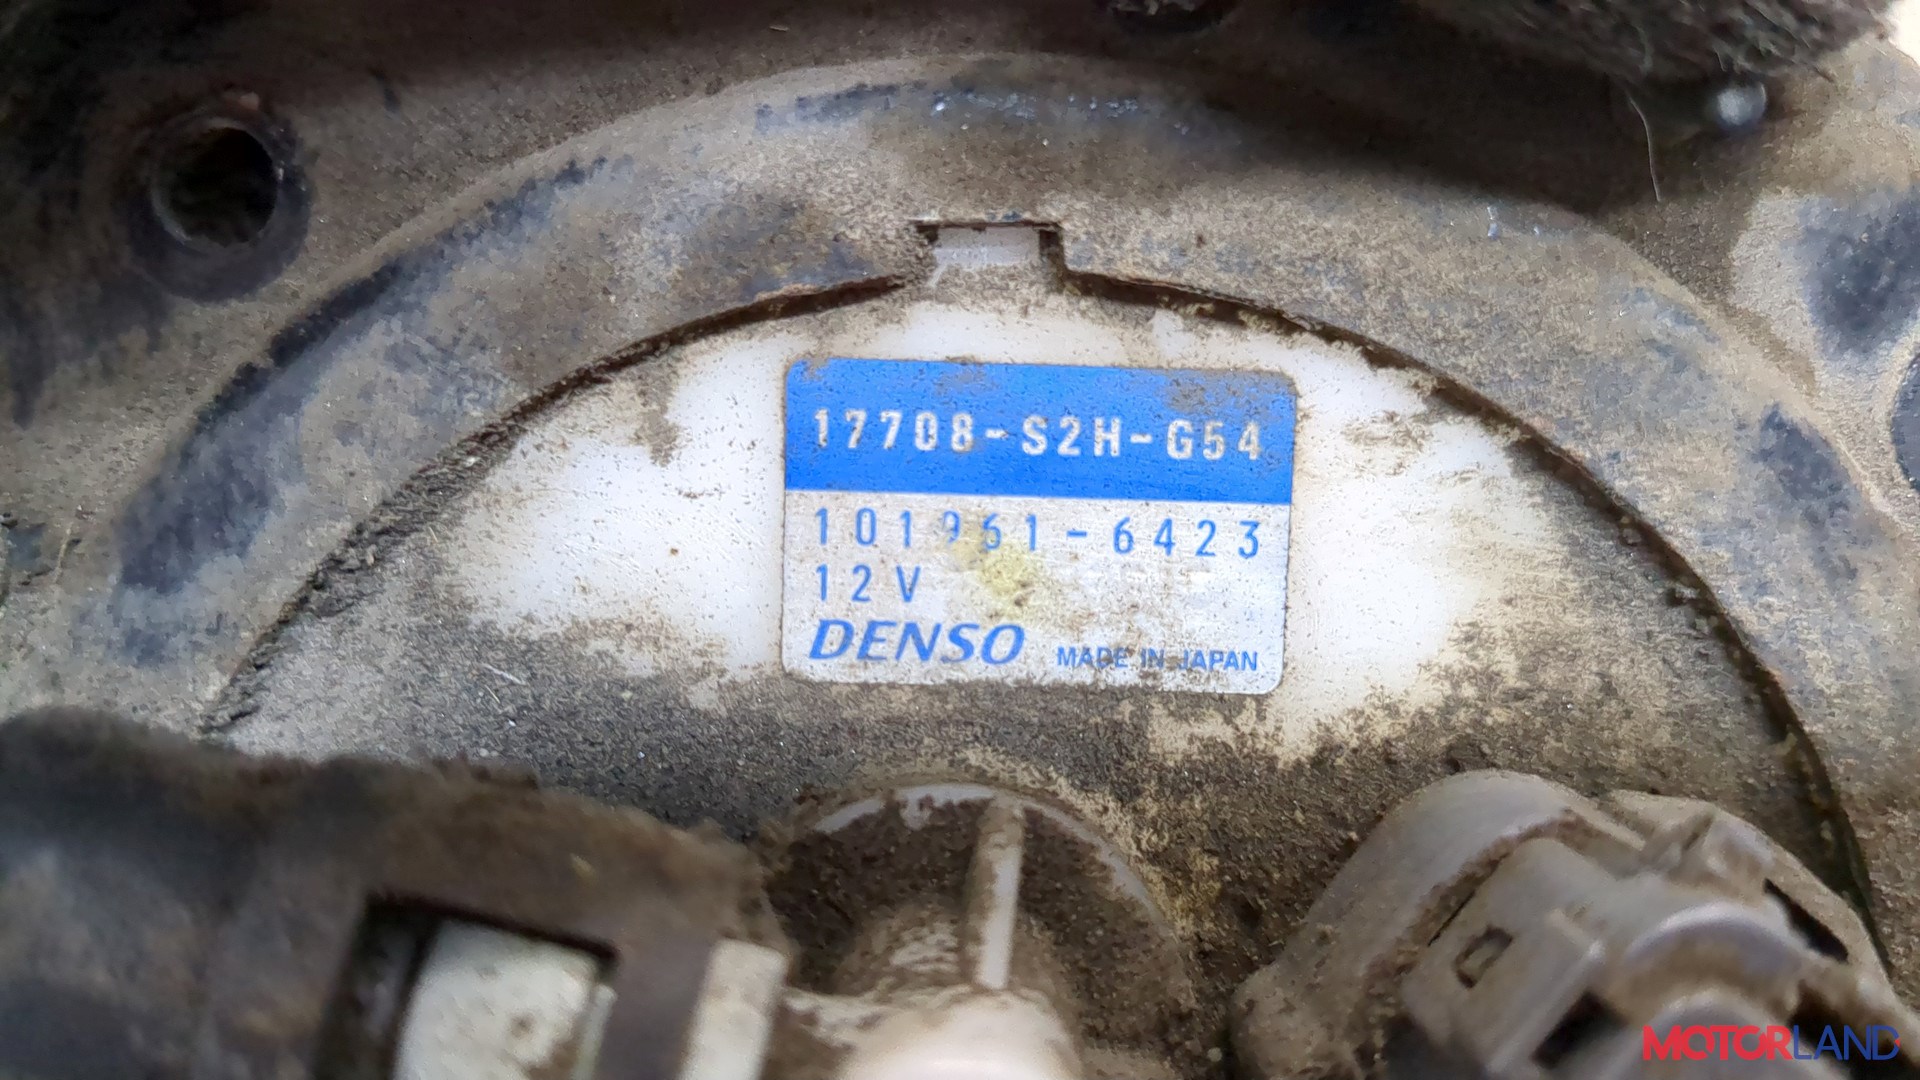 17708-S2H-G54
101961-6423
12V
DENSO MADE IN JAPAN
MOTORLAND